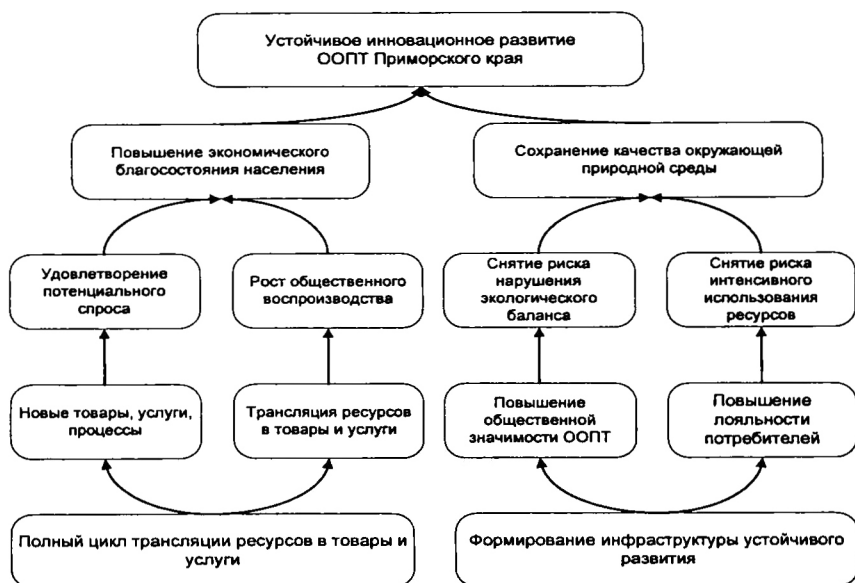 Устойчивое инновационное развитие
ООПТ Приморского края
Повышение экономического
благосостояния населения
Сохранение качества окружающей
природной среды
Удовлетворение
потенциального
спроса
Рост общественного
воспроизводства
Снятие риска
нарушения
экологического
баланса
Снятие риска
интенсивного
использования
ресурсов
Новые товары, услуги,
процессы
Трансляция ресурсов
в товары и услуги
Повышение
общественной
значимости ООПТ
Повышение
лояльности
потребителей
Полный цикл трансляции ресурсов в товары и
услуги
Формирование инфраструктуры устойчивого
развития